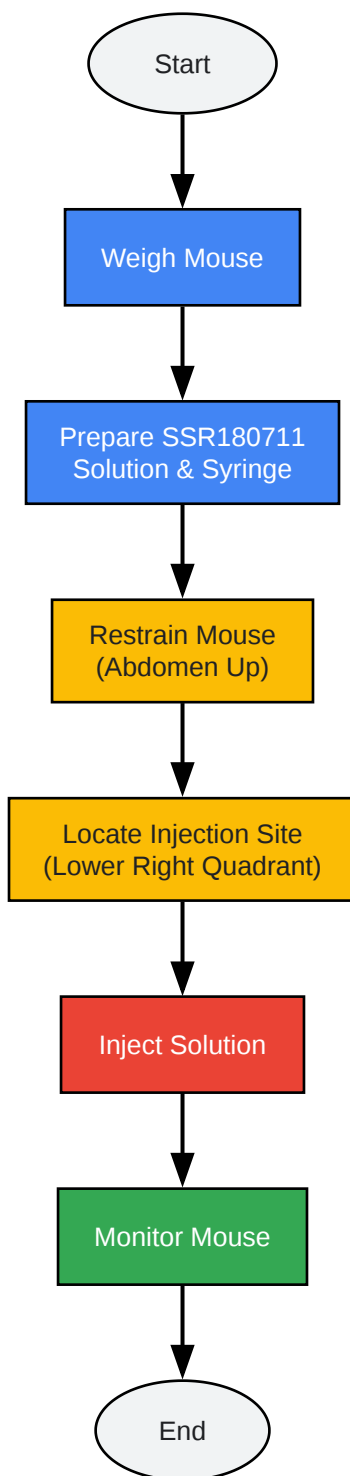 Start
Weigh Mouse
Prepare SSR180711
Solution & Syringe
Restrain Mouse
(Abdomen Up)
Locate Injection Site
(Lower Right Quadrant)
Inject Solution
Monitor Mouse
End